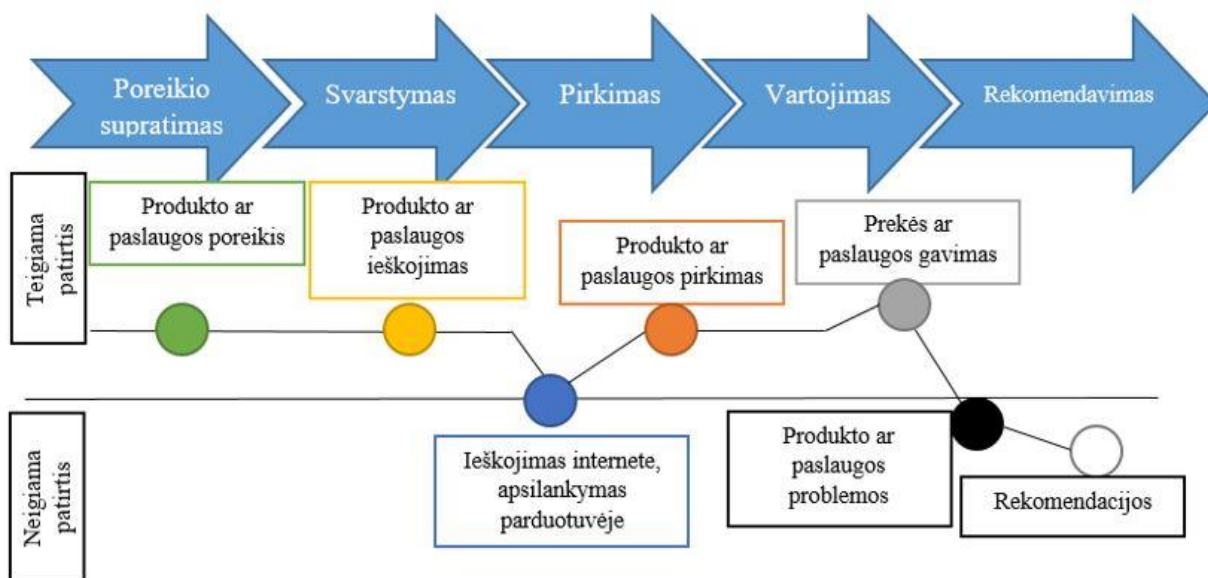 Poreikio
supratimas
Svarstymas
Pirkimas
Vartojimas
Rekomendavimas
Teigiama
patirtis
Produkto ar
paslaugos poreikis
Produkto ar
paslaugos
ieškojimas
Produkto ar
paslaugos pirkimas
Prekės ar
paslaugos gavimas
Neigiama
patirtis
Ieškojimas internete,
apsilankymas
parduotuvėje
Produkto ar
paslaugos
problemos
Rekomendacijos